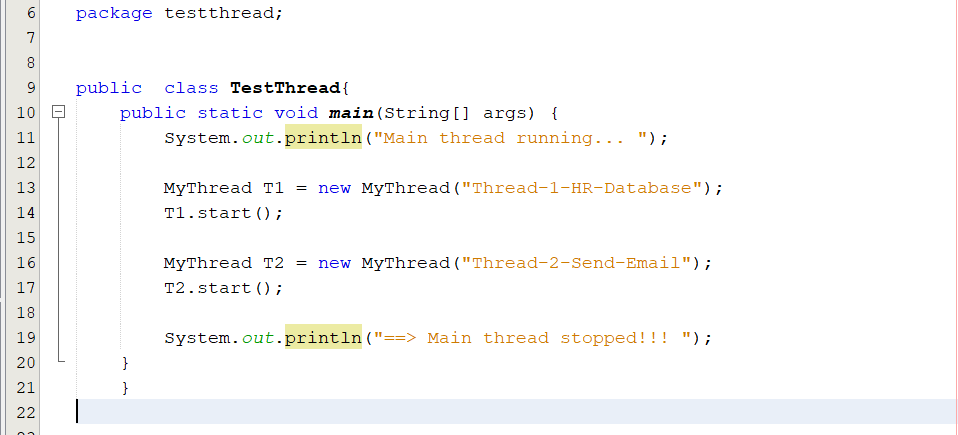 6 package testthread;
7
8
9 public  class TestThread{
10     public static void main(String[] args) {
11         System.out.println("Main thread running... ");
12
13         MyThread T1 = new MyThread("Thread-1-HR-Database");
14         T1.start();
15
16         MyThread T2 = new MyThread("Thread-2-Send-Email");
17         T2.start();
18
19         System.out.println("==> Main thread stopped!!! ");
20     }
21     }
22